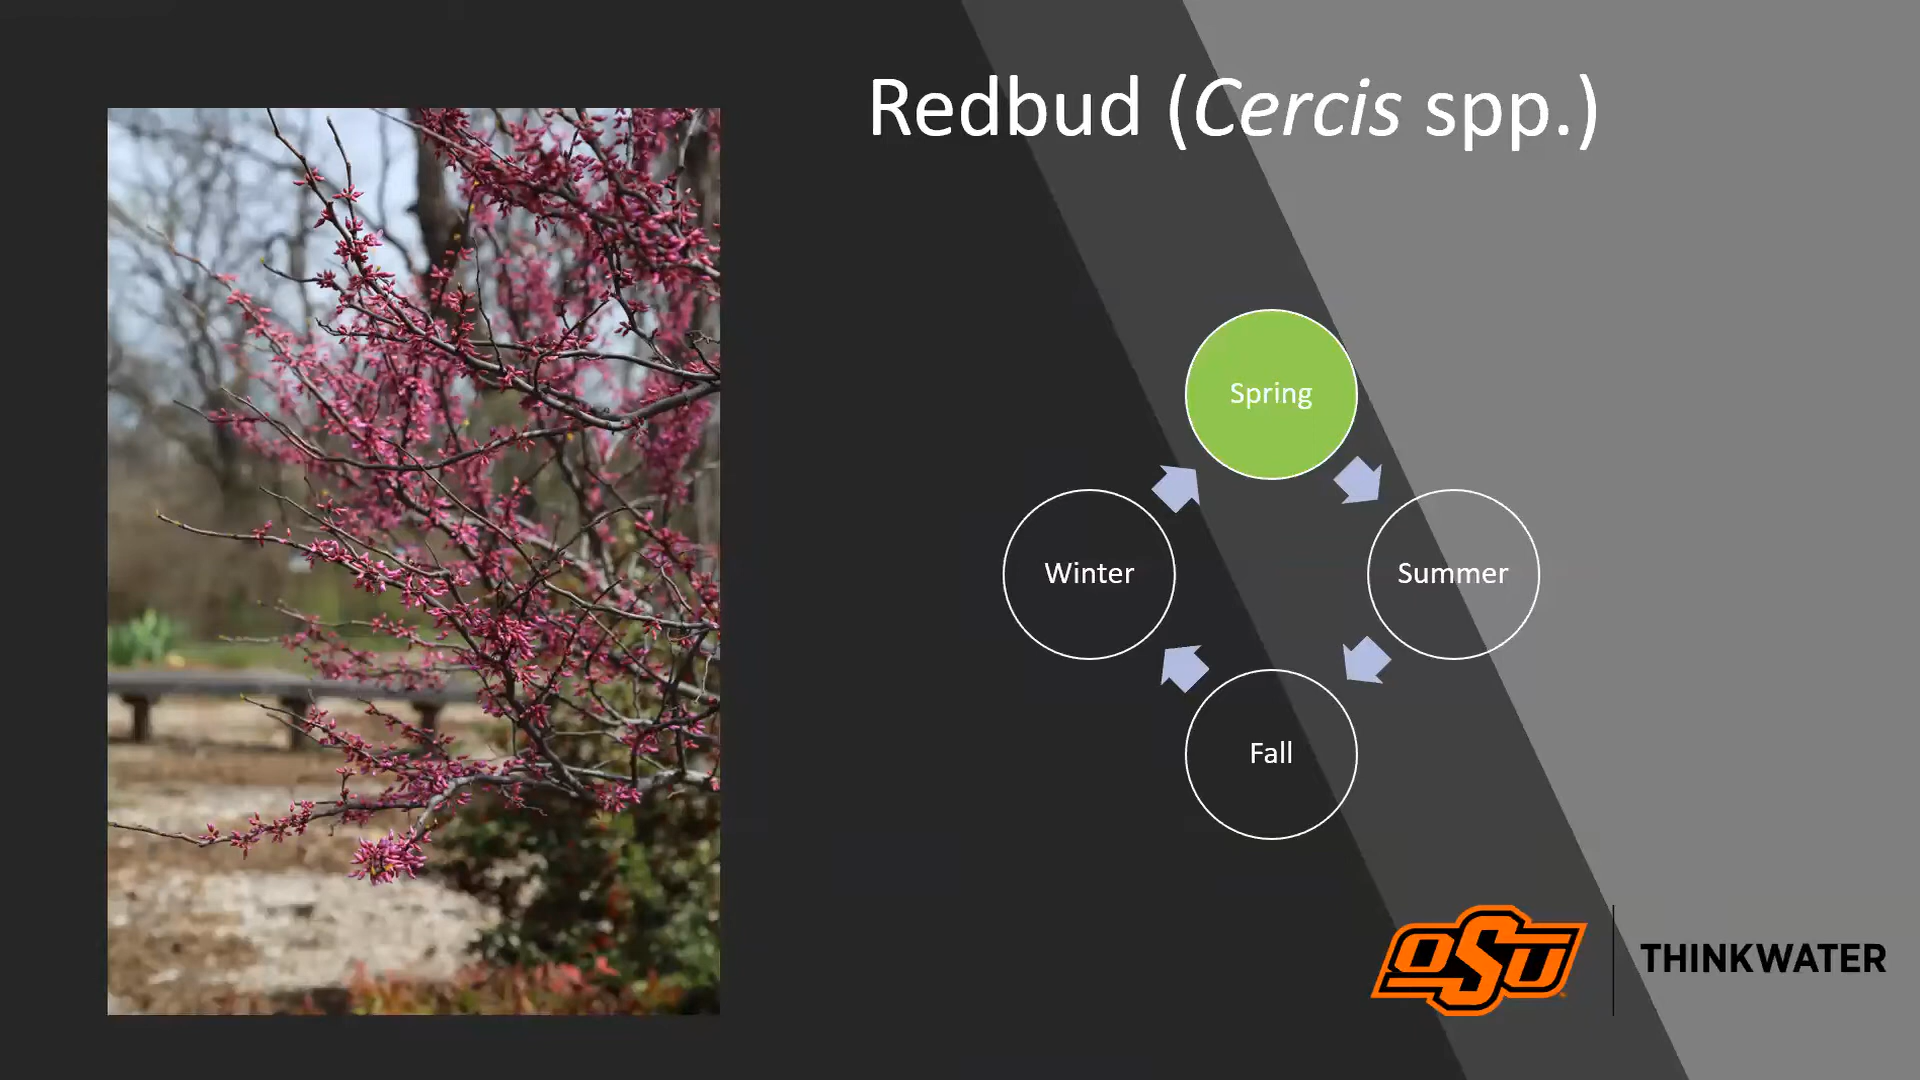 Redbud (Cercis spp.)
Spring
Winter
Summer
Fall
OSU
THINKWATER